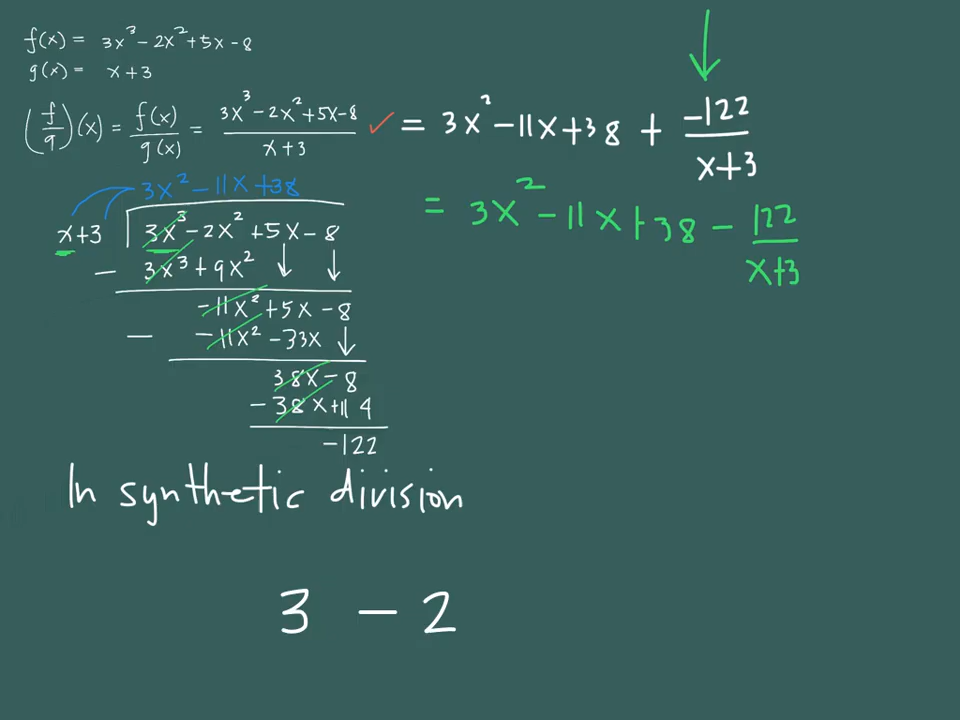 f(x) = 3x³ - 2x² + 5x - 8
g(x) = x + 3
(f/g)(x) = f(x)/g(x) = (3x³ - 2x² + 5x - 8)/(x + 3) ✓ = 3x² - 11x + 38 + -122/(x+3)
= 3x² - 11x + 38 - 122/(x+3)
3x² - 11x + 38
x+3 3x³ - 2x² + 5x - 8
- 3x³ + 9x² ↓ ↓
-11x² + 5x - 8
- -11x² - 33x ↓
38x - 8
- 38x + 114
-122
In synthetic division
3 - 2